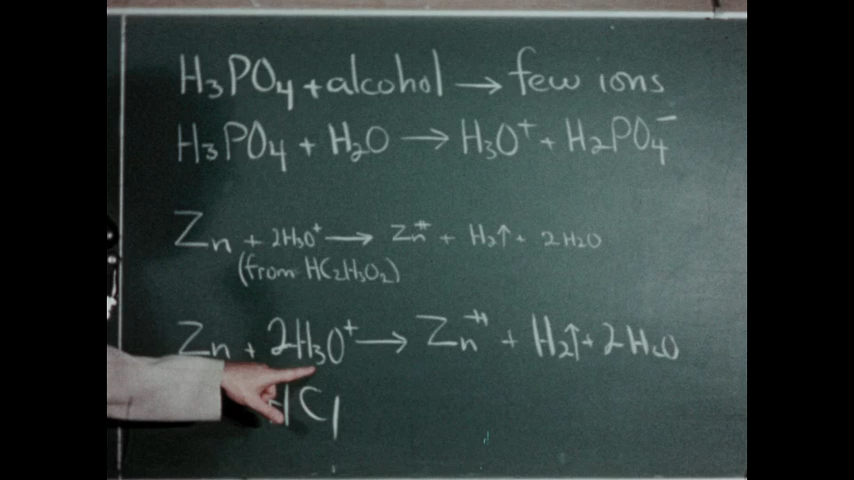 H₃PO₄ + alcohol → few ions
H₃PO₄ + H₂O → H₃O⁺ + H₂PO₄⁻
Zn + 2H₃O⁺ → Zn⁺⁺ + H₂↑ + 2H₂O
(from HC₂H₃O₂)
Zn + 2H₃O⁺ → Zn⁺⁺ + H₂↑ + 2H₂O
HCl